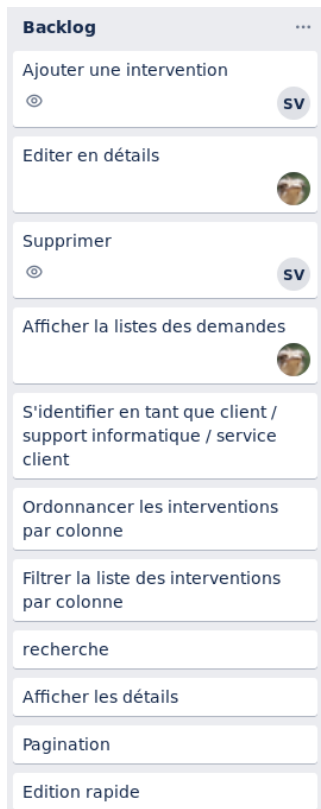 Backlog
Ajouter une intervention
SV
Editer en détails
Supprimer
SV
Afficher la listes des demandes
S'identifier en tant que client /
support informatique / service
client
Ordonnancer les interventions
par colonne
Filtrer la liste des interventions
par colonne
recherche
Afficher les détails
Pagination
Edition rapide